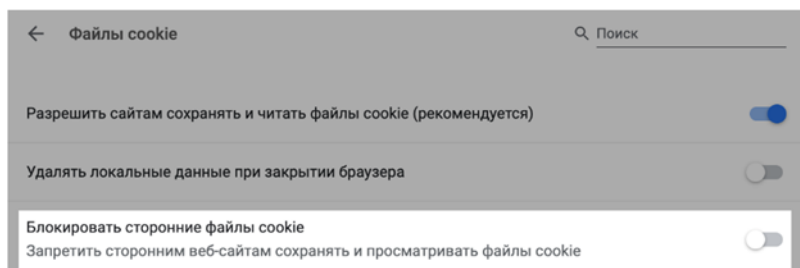 Файлы cookie
Поиск
Разрешить сайтам сохранять и читать файлы cookie (рекомендуется)
Удалять локальные данные при закрытии браузера
Блокировать сторонние файлы cookie
Запретить сторонним веб-сайтам сохранять и просматривать файлы cookie